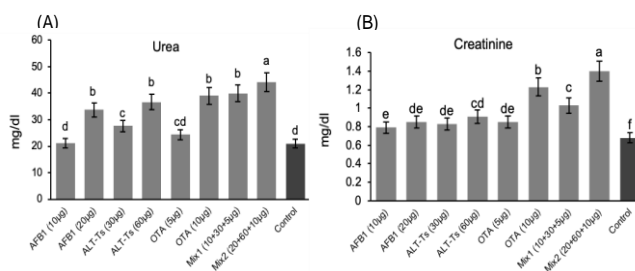 (A)
Urea
60
50
40
30
20
10
0
mg/dl
d
b
c
b
cd
b
b
a
d
AFB1 (10µg)
AFB1 (20µg)
ALT-Ts (30µg)
ALT-Ts (60µg)
OTA (5µg)
OTA (10µg)
Mix1 (10+30+5µg)
Mix2 (20+60+10µg)
Control
(B)
Creatinine
1.6
1.4
1.2
1
0.8
0.6
0.4
0.2
0
mg/dl
e
de
de
cd
de
b
c
a
f
AFB1 (10µg)
AFB1 (20µg)
ALT-Ts (30µg)
ALT-Ts (60µg)
OTA (5µg)
OTA (10µg)
Mix1 (10+30+5µg)
Mix2 (20+60+10µg)
Control